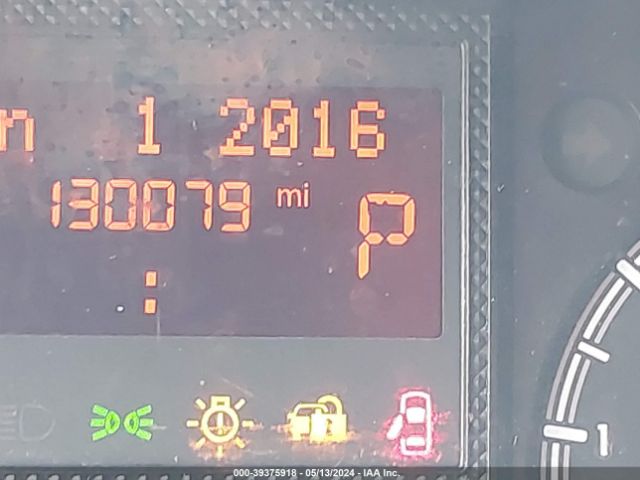 n 1 2016
130079 mi
P
:
1
000-39375918 - 05/13/2024 - IAA Inc.